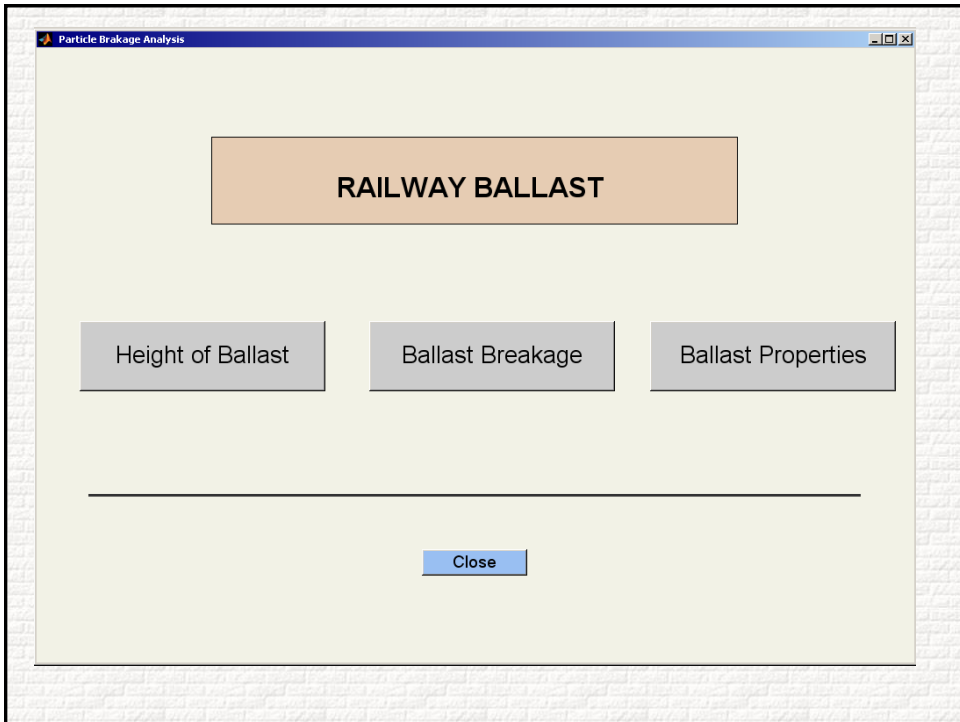 Particle Brakage Analysis
RAILWAY BALLAST
Height of Ballast
Ballast Breakage
Ballast Properties
Close